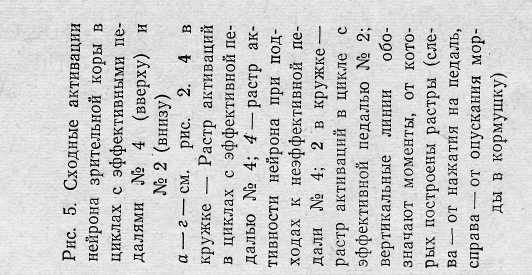 Рис. 5. Сходные активации
нейрона зрительной коры в
циклах с эффективными пе-
далями № 4 (вверху) и
№ 2 (внизу)
а — г — см. рис. 2. 4 в
кружке — Растр активаций
в циклах с эффективной пе-
далью № 4; 4 — растр ак-
тивности нейрона при под-
ходах к неэффективной пе-
дали № 4; 2 в кружке —
растр активаций в цикле с
эффективной педалью № 2;
вертикальные линии обо-
значают моменты, от кото-
рых построены растры (сле-
ва — от нажатия на педаль,
справа — от опускания мор-
ды в кормушку)